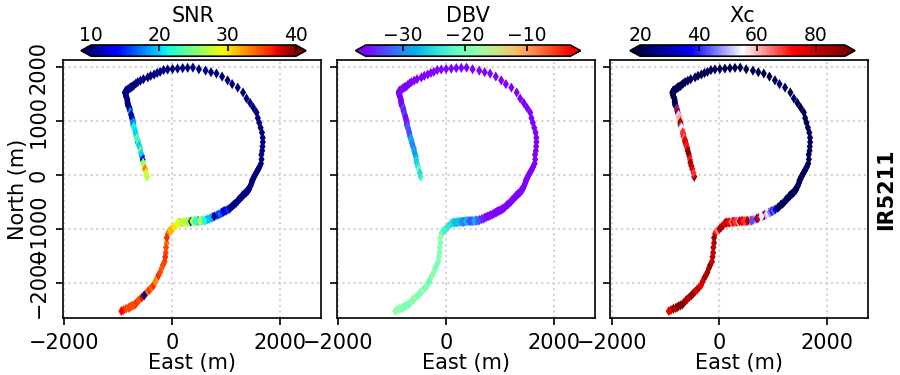 SNR DBV Xc
10 20 30 40 −30 −20 −10 20 40 60 80
2000
1000
0
−1000
−2000
North (m)
−2000 0 2000 −2000 0 2000 −2000 0 2000
East (m) East (m) East (m)
IR5211